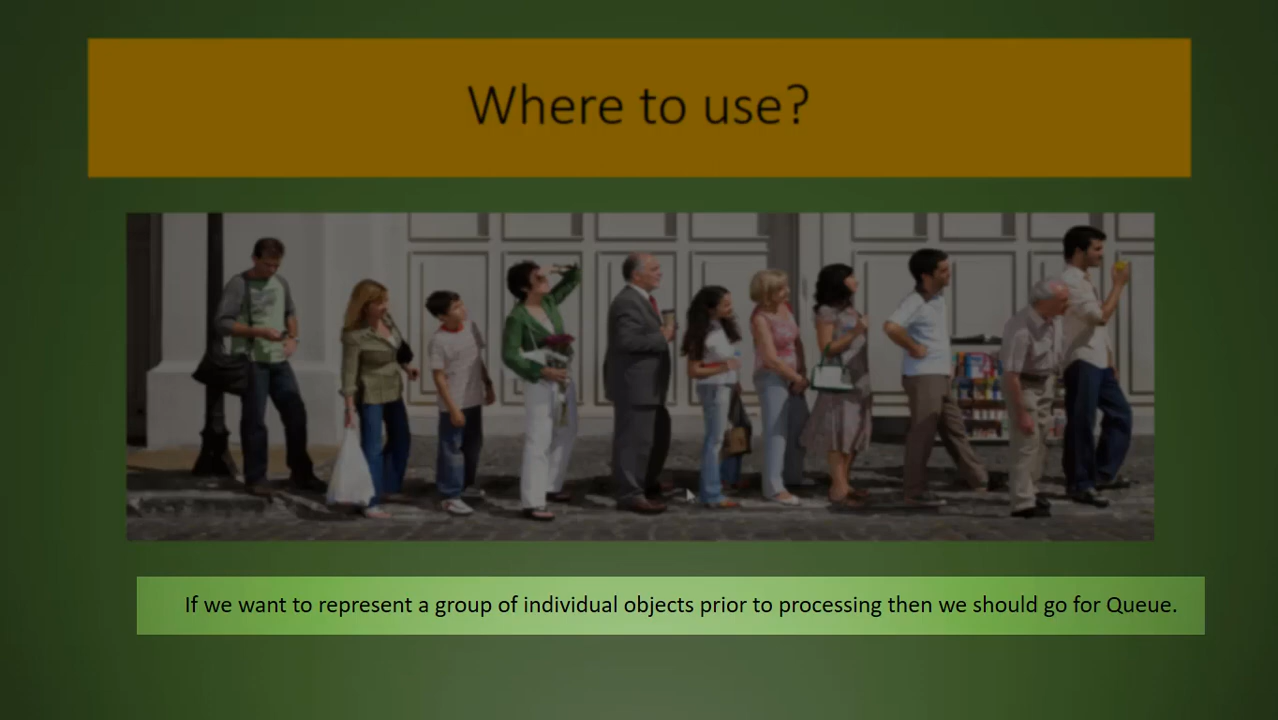 Where to use?
If we want to represent a group of individual objects prior to processing then we should go for Queue.